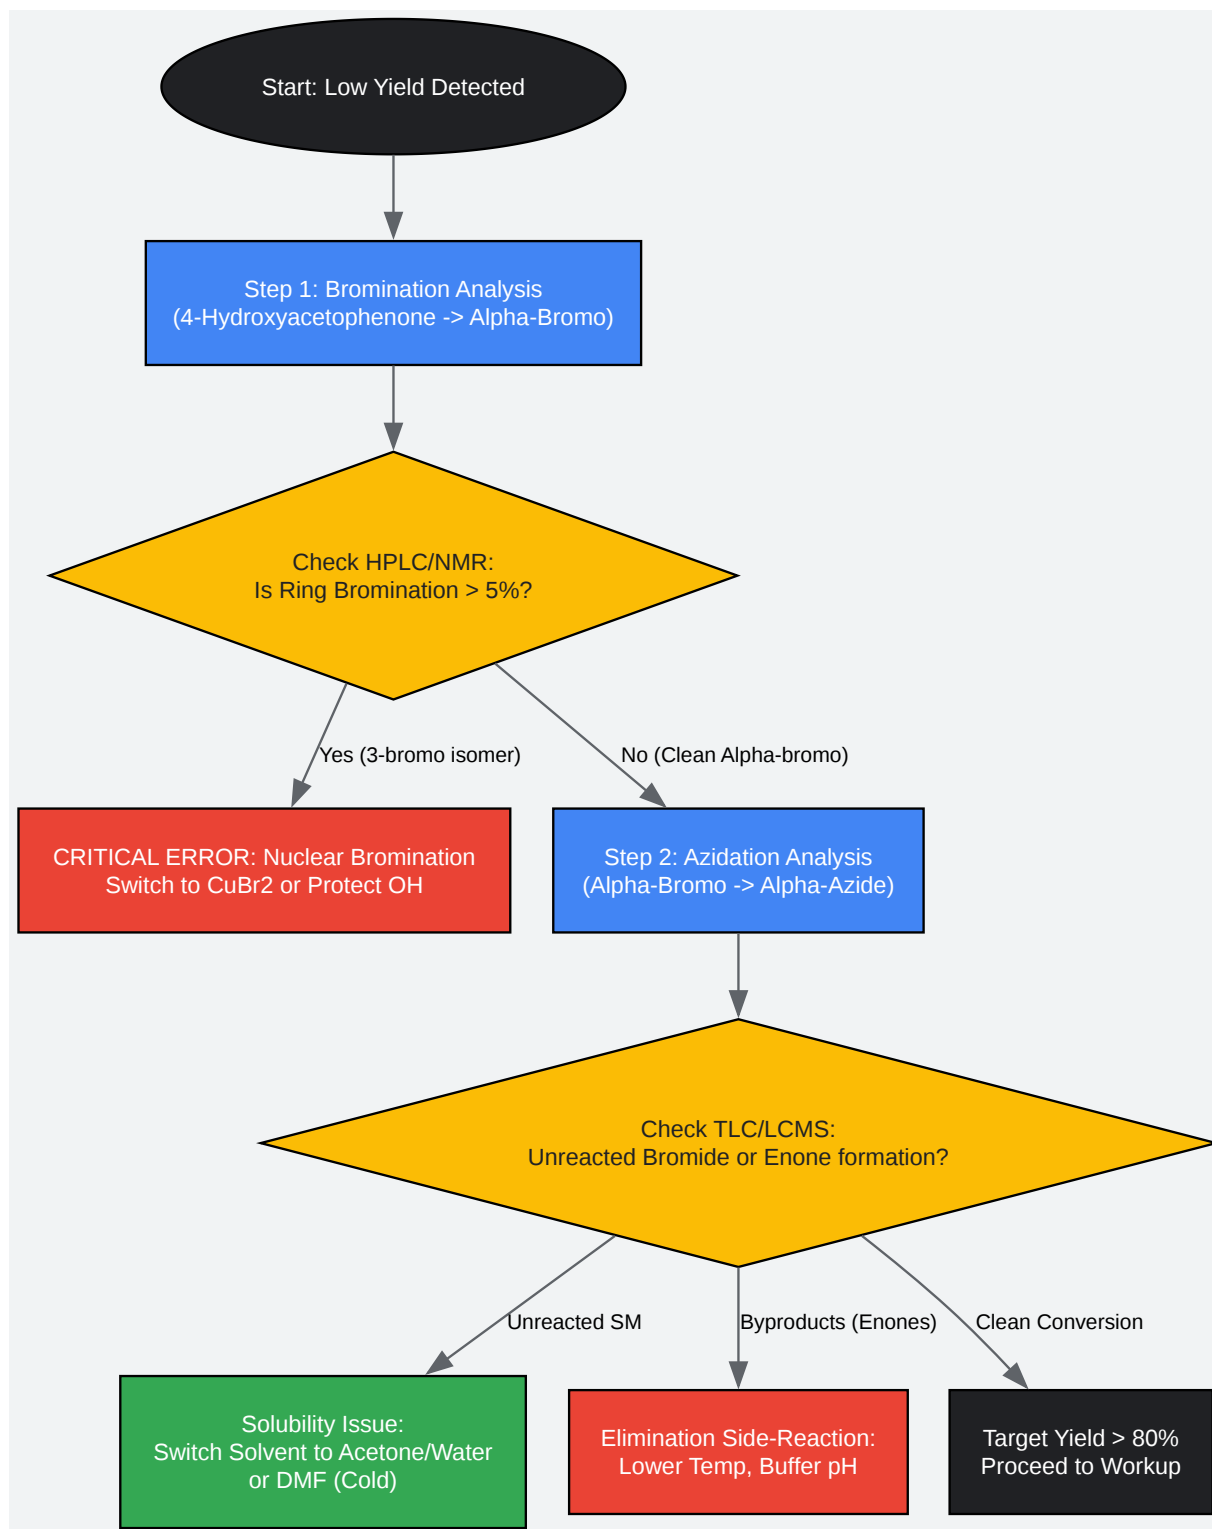 Start: Low Yield Detected
Step 1: Bromination Analysis
(4-Hydroxyacetophenone -> Alpha-Bromo)
Check HPLC/NMR:
Is Ring Bromination > 5%?
Yes (3-bromo isomer)
No (Clean Alpha-bromo)
CRITICAL ERROR: Nuclear Bromination
Switch to CuBr2 or Protect OH
Step 2: Azidation Analysis
(Alpha-Bromo -> Alpha-Azide)
Check TLC/LCMS:
Unreacted Bromide or Enone formation?
Unreacted SM
Byproducts (Enones)
Clean Conversion
Solubility Issue:
Switch Solvent to Acetone/Water
or DMF (Cold)
Elimination Side-Reaction:
Lower Temp, Buffer pH
Target Yield > 80%
Proceed to Workup